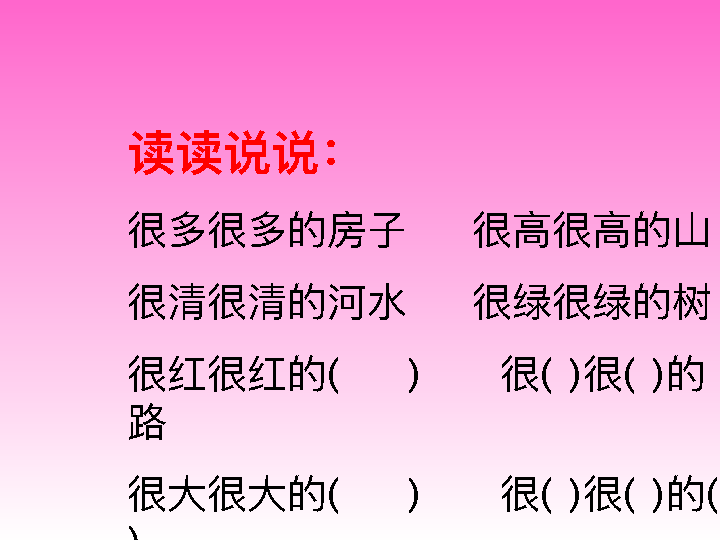 读读说说：
很多很多的房子 很高很高的山
很清很清的河水 很绿很绿的树
很红很红的( ) 很( )很( )的
路
很大很大的( ) 很( )很( )的(
)